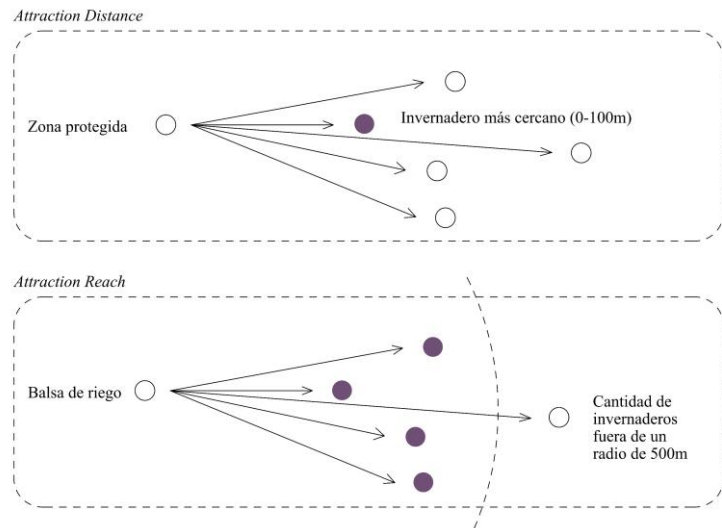 Attraction Distance
Zona protegida
Invernadero más cercano (0-100m)
Attraction Reach
Balsa de riego
Cantidad de
invernaderos
fuera de un
radio de 500m